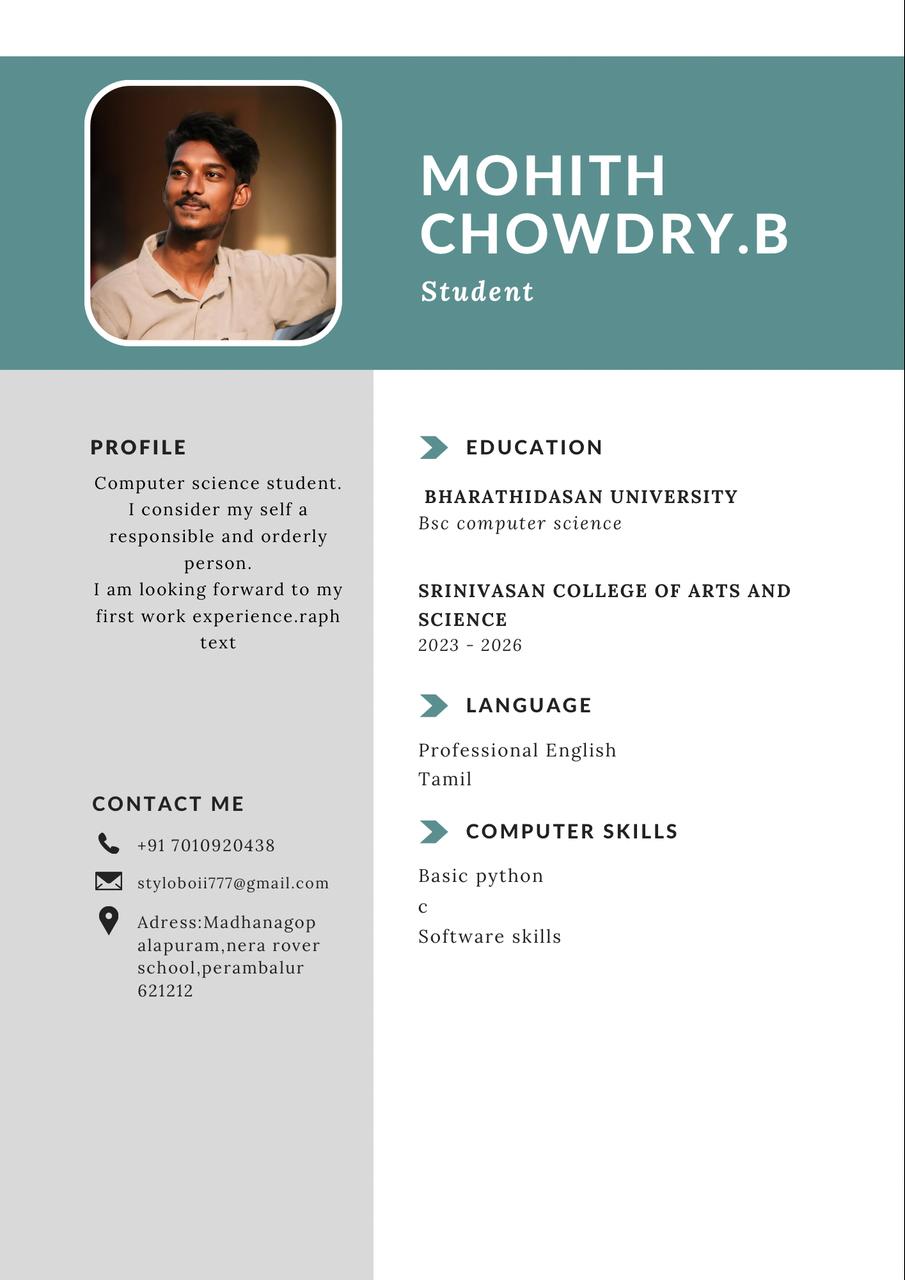 MOHITH
CHOWDRY.B
Student
PROFILE
Computer science student.
I consider my self a
responsible and orderly
person.
I am looking forward to my
first work experience.raph
text
CONTACT ME
+91 7010920438
styloboii777@gmail.com
Adress:Madhanagop
alapuram,nera rover
school,perambalur
621212
EDUCATION
BHARATHIDASAN UNIVERSITY
Bsc computer science
SRINIVASAN COLLEGE OF ARTS AND
SCIENCE
2023 - 2026
LANGUAGE
Professional English
Tamil
COMPUTER SKILLS
Basic python
c
Software skills